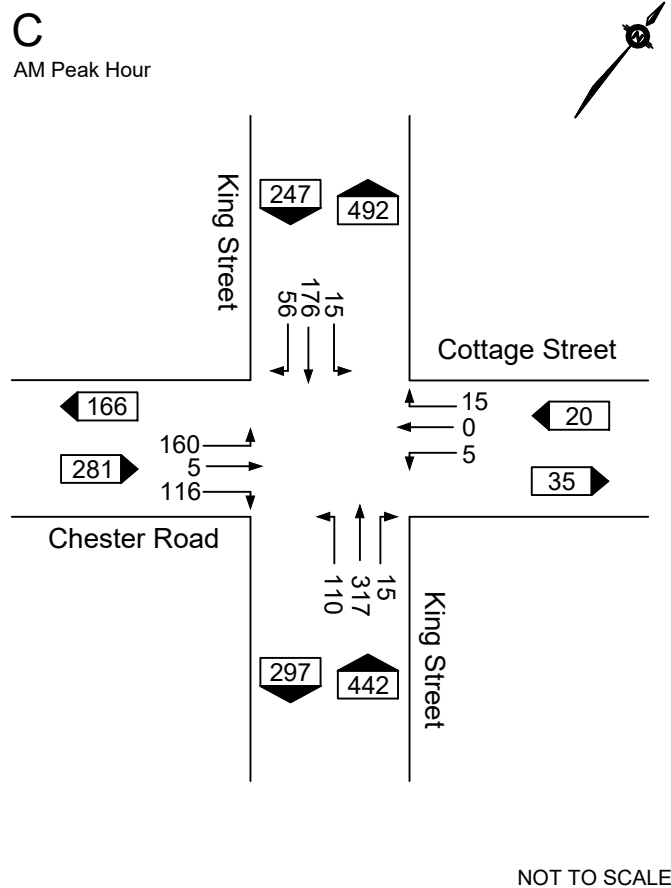 C
AM Peak Hour
N
King Street
247
492
56
176
15
Cottage Street
166
15
0
5
20
160
5
116
281
35
Chester Road
110
317
15
King Street
297
442
NOT TO SCALE